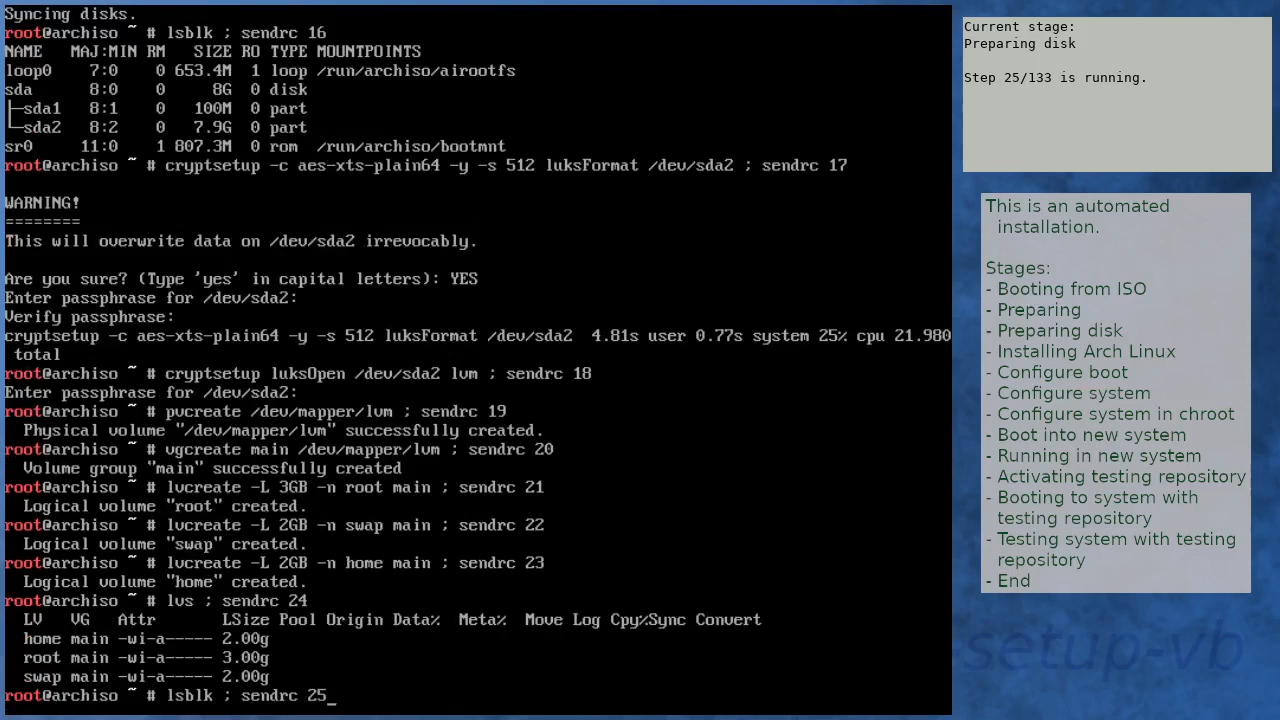 Syncing disks.
root@archiso ~ # lsblk ; sendrc 16
NAME   MAJ:MIN RM   SIZE RO TYPE MOUNTPOINTS
loop0    7:0    0 653.4M  1 loop /run/archiso/airootfs
sda      8:0    0     8G  0 disk
├─sda1   8:1    0   100M  0 part
└─sda2   8:2    0   7.9G  0 part
sr0     11:0    1 807.3M  0 rom  /run/archiso/bootmnt
root@archiso ~ # cryptsetup -c aes-xts-plain64 -y -s 512 luksFormat /dev/sda2 ; sendrc 17
WARNING!
========
This will overwrite data on /dev/sda2 irrevocably.
Are you sure? (Type 'yes' in capital letters): YES
Enter passphrase for /dev/sda2:
Verify passphrase:
cryptsetup -c aes-xts-plain64 -y -s 512 luksFormat /dev/sda2  4.81s user 0.77s system 25% cpu 21.980
 total
root@archiso ~ # cryptsetup luksOpen /dev/sda2 lvm ; sendrc 18
Enter passphrase for /dev/sda2:
root@archiso ~ # pvcreate /dev/mapper/lvm ; sendrc 19
  Physical volume "/dev/mapper/lvm" successfully created.
root@archiso ~ # vgcreate main /dev/mapper/lvm ; sendrc 20
  Volume group "main" successfully created
root@archiso ~ # lvcreate -L 3GB -n root main ; sendrc 21
  Logical volume "root" created.
root@archiso ~ # lvcreate -L 2GB -n swap main ; sendrc 22
  Logical volume "swap" created.
root@archiso ~ # lvcreate -L 2GB -n home main ; sendrc 23
  Logical volume "home" created.
root@archiso ~ # lvs ; sendrc 24
  LV   VG   Attr       LSize Pool Origin Data%  Meta%  Move Log Cpy%Sync Convert
  home main -wi-a----- 2.00g
  root main -wi-a----- 3.00g
  swap main -wi-a----- 2.00g
root@archiso ~ # lsblk ; sendrc 25_
Current stage:
Preparing disk
Step 25/133 is running.
This is an automated
installation.
Stages:
- Booting from ISO
- Preparing
- Preparing disk
- Installing Arch Linux
- Configure boot
- Configure system
- Configure system in chroot
- Boot into new system
- Running in new system
- Activating testing repository
- Booting to system with
testing repository
- Testing system with testing
repository
- End
-setup-vb